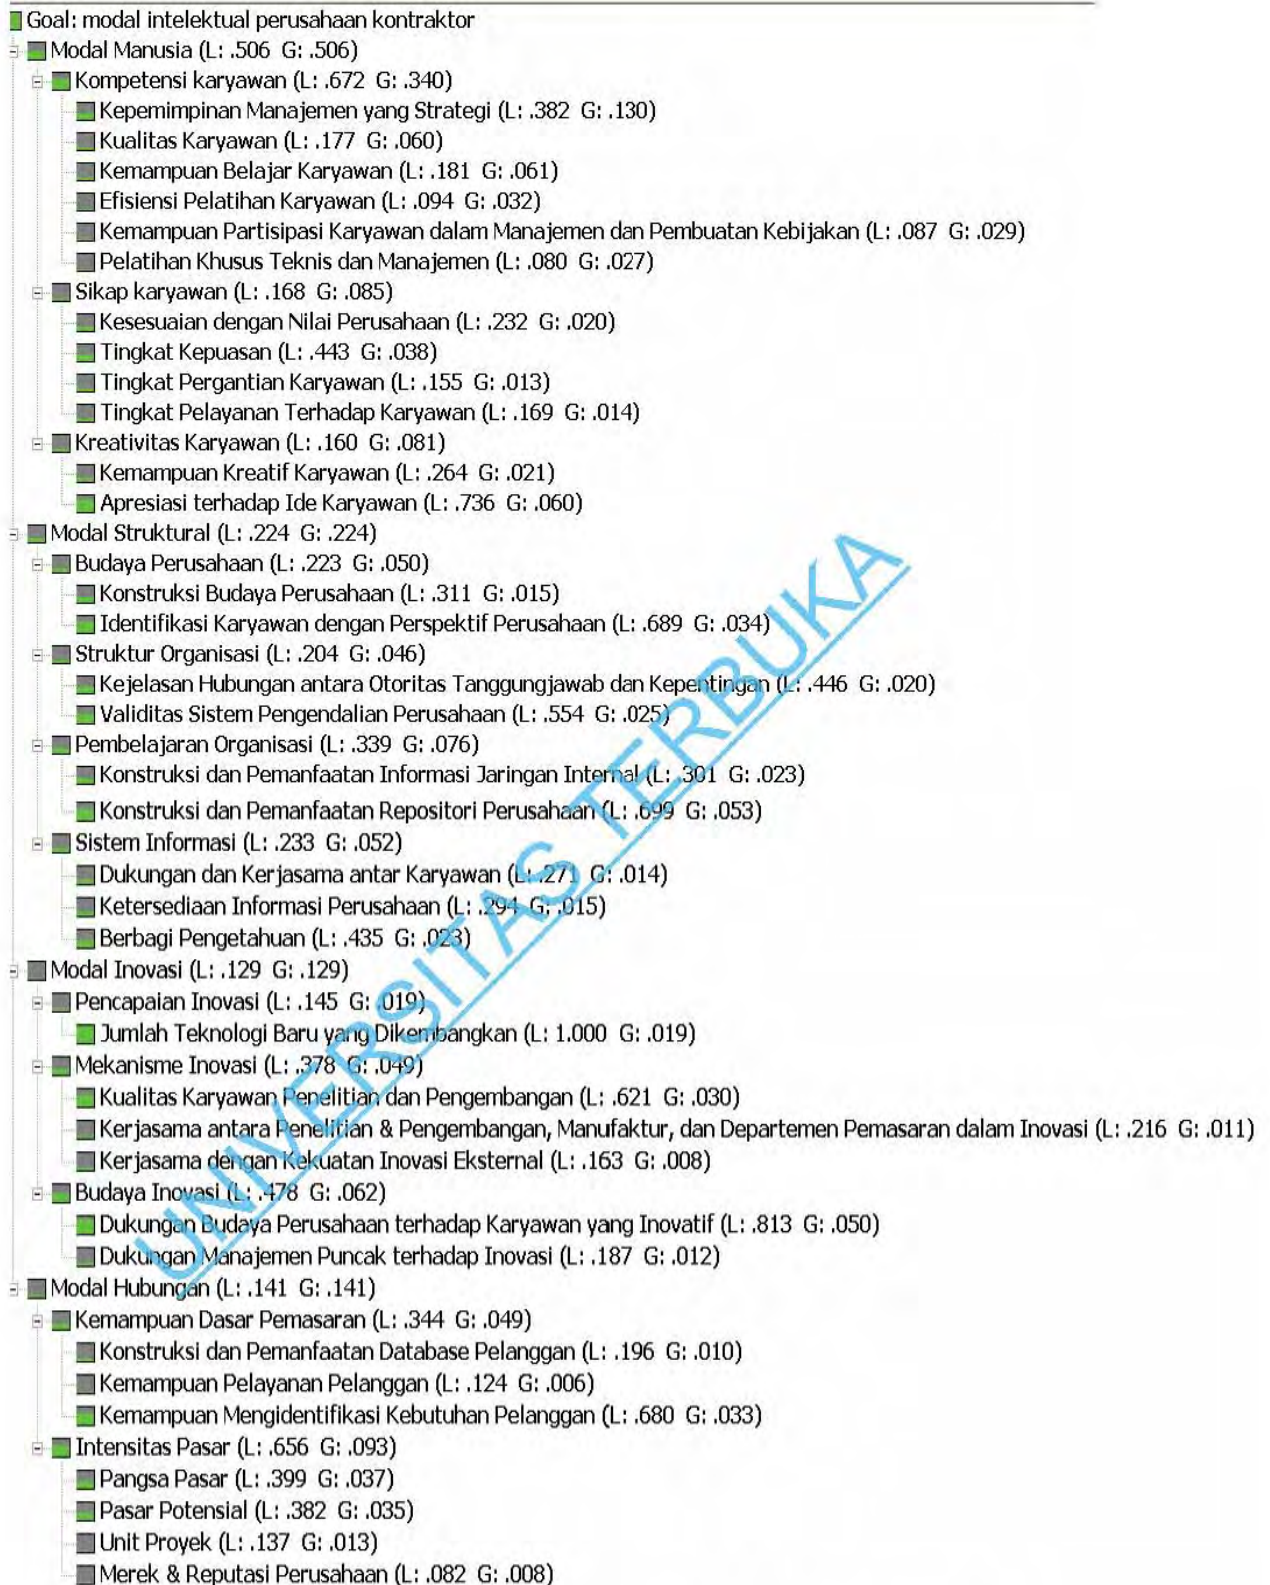 Goal: modal intelektual perusahaan kontraktor
Modal Manusia (L: .506 G: .506)
Kompetensi karyawan (L: .672 G: .340)
Kepemimpinan Manajemen yang Strategi (L: .382 G: .130)
Kualitas Karyawan (L: .177 G: .060)
Kemampuan Belajar Karyawan (L: .181 G: .061)
Efisiensi Pelatihan Karyawan (L: .094 G: .032)
Kemampuan Partisipasi Karyawan dalam Manajemen dan Pembuatan Kebijakan (L: .087 G: .029)
Pelatihan Khusus Teknis dan Manajemen (L: .080 G: .027)
Sikap karyawan (L: .168 G: .085)
Kesesuaian dengan Nilai Perusahaan (L: .232 G: .020)
Tingkat Kepuasan (L: .443 G: .038)
Tingkat Pergantian Karyawan (L: .155 G: .013)
Tingkat Pelayanan Terhadap Karyawan (L: .169 G: .014)
Kreativitas Karyawan (L: .160 G: .081)
Kemampuan Kreatif Karyawan (L: .264 G: .021)
Apresiasi terhadap Ide Karyawan (L: .736 G: .060)
Modal Struktural (L: .224 G: .224)
Budaya Perusahaan (L: .223 G: .050)
Konstruksi Budaya Perusahaan (L: .311 G: .015)
Identifikasi Karyawan dengan Perspektif Perusahaan (L: .689 G: .034)
Struktur Organisasi (L: .204 G: .046)
Kejelasan Hubungan antara Otoritas Tanggungjawab dan Kepentingan (L: .446 G: .020)
Validitas Sistem Pengendalian Perusahaan (L: .554 G: .025)
Pembelajaran Organisasi (L: .339 G: .076)
Konstruksi dan Pemanfaatan Informasi Jaringan Internal (L: .301 G: .023)
Konstruksi dan Pemanfaatan Repositori Perusahaan (L: .699 G: .053)
Sistem Informasi (L: .233 G: .052)
Dukungan dan Kerjasama antar Karyawan (L: .271 G: .014)
Ketersediaan Informasi Perusahaan (L: .294 G: .015)
Berbagi Pengetahuan (L: .435 G: .023)
Modal Inovasi (L: .129 G: .129)
Pencapaian Inovasi (L: .145 G: .019)
Jumlah Teknologi Baru yang Dikembangkan (L: 1.000 G: .019)
Mekanisme Inovasi (L: .378 G: .049)
Kualitas Karyawan Penelitian dan Pengembangan (L: .621 G: .030)
Kerjasama antara Penelitian & Pengembangan, Manufaktur, dan Departemen Pemasaran dalam Inovasi (L: .216 G: .011)
Kerjasama dengan Kekuatan Inovasi Eksternal (L: .163 G: .008)
Budaya Inovasi (L: .478 G: .062)
Dukungan Budaya Perusahaan terhadap Karyawan yang Inovatif (L: .813 G: .050)
Dukungan Manajemen Puncak terhadap Inovasi (L: .187 G: .012)
Modal Hubungan (L: .141 G: .141)
Kemampuan Dasar Pemasaran (L: .344 G: .049)
Konstruksi dan Pemanfaatan Database Pelanggan (L: .196 G: .010)
Kemampuan Pelayanan Pelanggan (L: .124 G: .006)
Kemampuan Mengidentifikasi Kebutuhan Pelanggan (L: .680 G: .033)
Intensitas Pasar (L: .656 G: .093)
Pangsa Pasar (L: .399 G: .037)
Pasar Potensial (L: .382 G: .035)
Unit Proyek (L: .137 G: .013)
Merek & Reputasi Perusahaan (L: .082 G: .008)
UNIVERSITAS TERBUKA